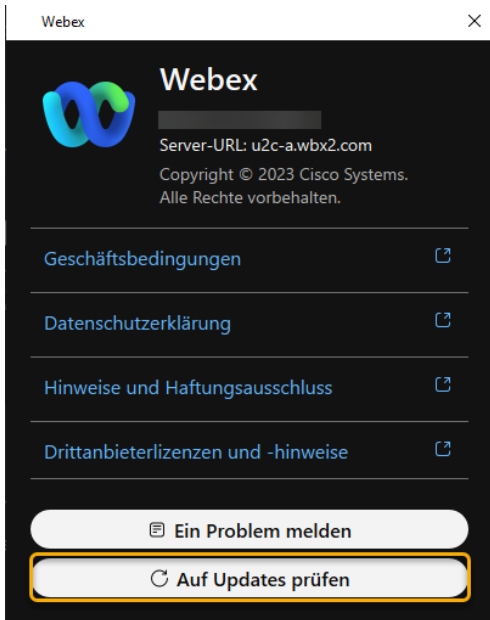 Webex
Webex
Server-URL: u2c-a.wbx2.com
Copyright © 2023 Cisco Systems.
Alle Rechte vorbehalten.
Geschäftsbedingungen
Datenschutzerklärung
Hinweise und Haftungsausschluss
Drittanbieterlizenzen und -hinweise
Ein Problem melden
Auf Updates prüfen